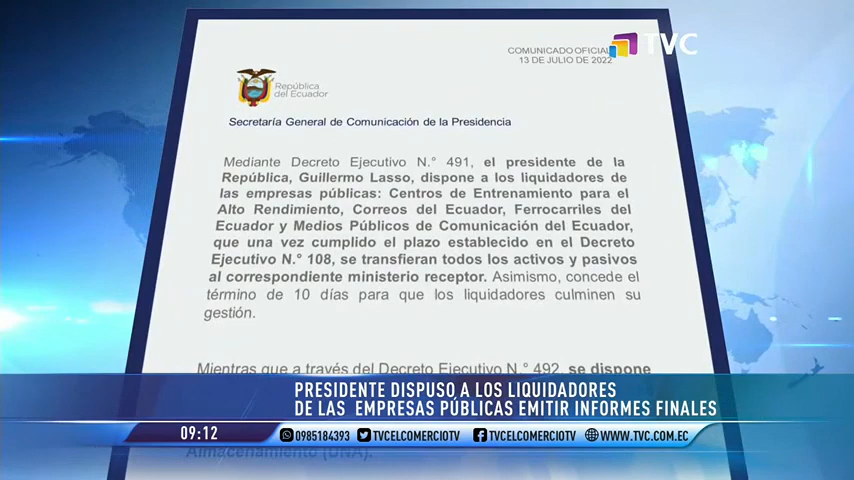 COMUNICADO OFICIAL
13 DE JULIO DE 2022
TVC
República
del Ecuador
Secretaría General de Comunicación de la Presidencia
Mediante Decreto Ejecutivo N.° 491, el presidente de la
República, Guillermo Lasso, dispone a los liquidadores de
las empresas públicas: Centros de Entrenamiento para el
Alto Rendimiento, Correos del Ecuador, Ferrocarriles del
Ecuador y Medios Públicos de Comunicación del Ecuador,
que una vez cumplido el plazo establecido en el Decreto
Ejecutivo N.° 108, se transfieran todos los activos y pasivos
al correspondiente ministerio receptor. Asimismo, concede el
término de 10 días para que los liquidadores culminen su
gestión.
Mientras que a través del Decreto Ejecutivo N.° 492, se dispone
PRESIDENTE DISPUSO A LOS LIQUIDADORES
DE LAS EMPRESAS PÚBLICAS EMITIR INFORMES FINALES
09:12 0985184393 TVCELCOMERCIOTV TVCELCOMERCIOTV WWW.TVC.COM.EC
Almacenamiento (UNA).